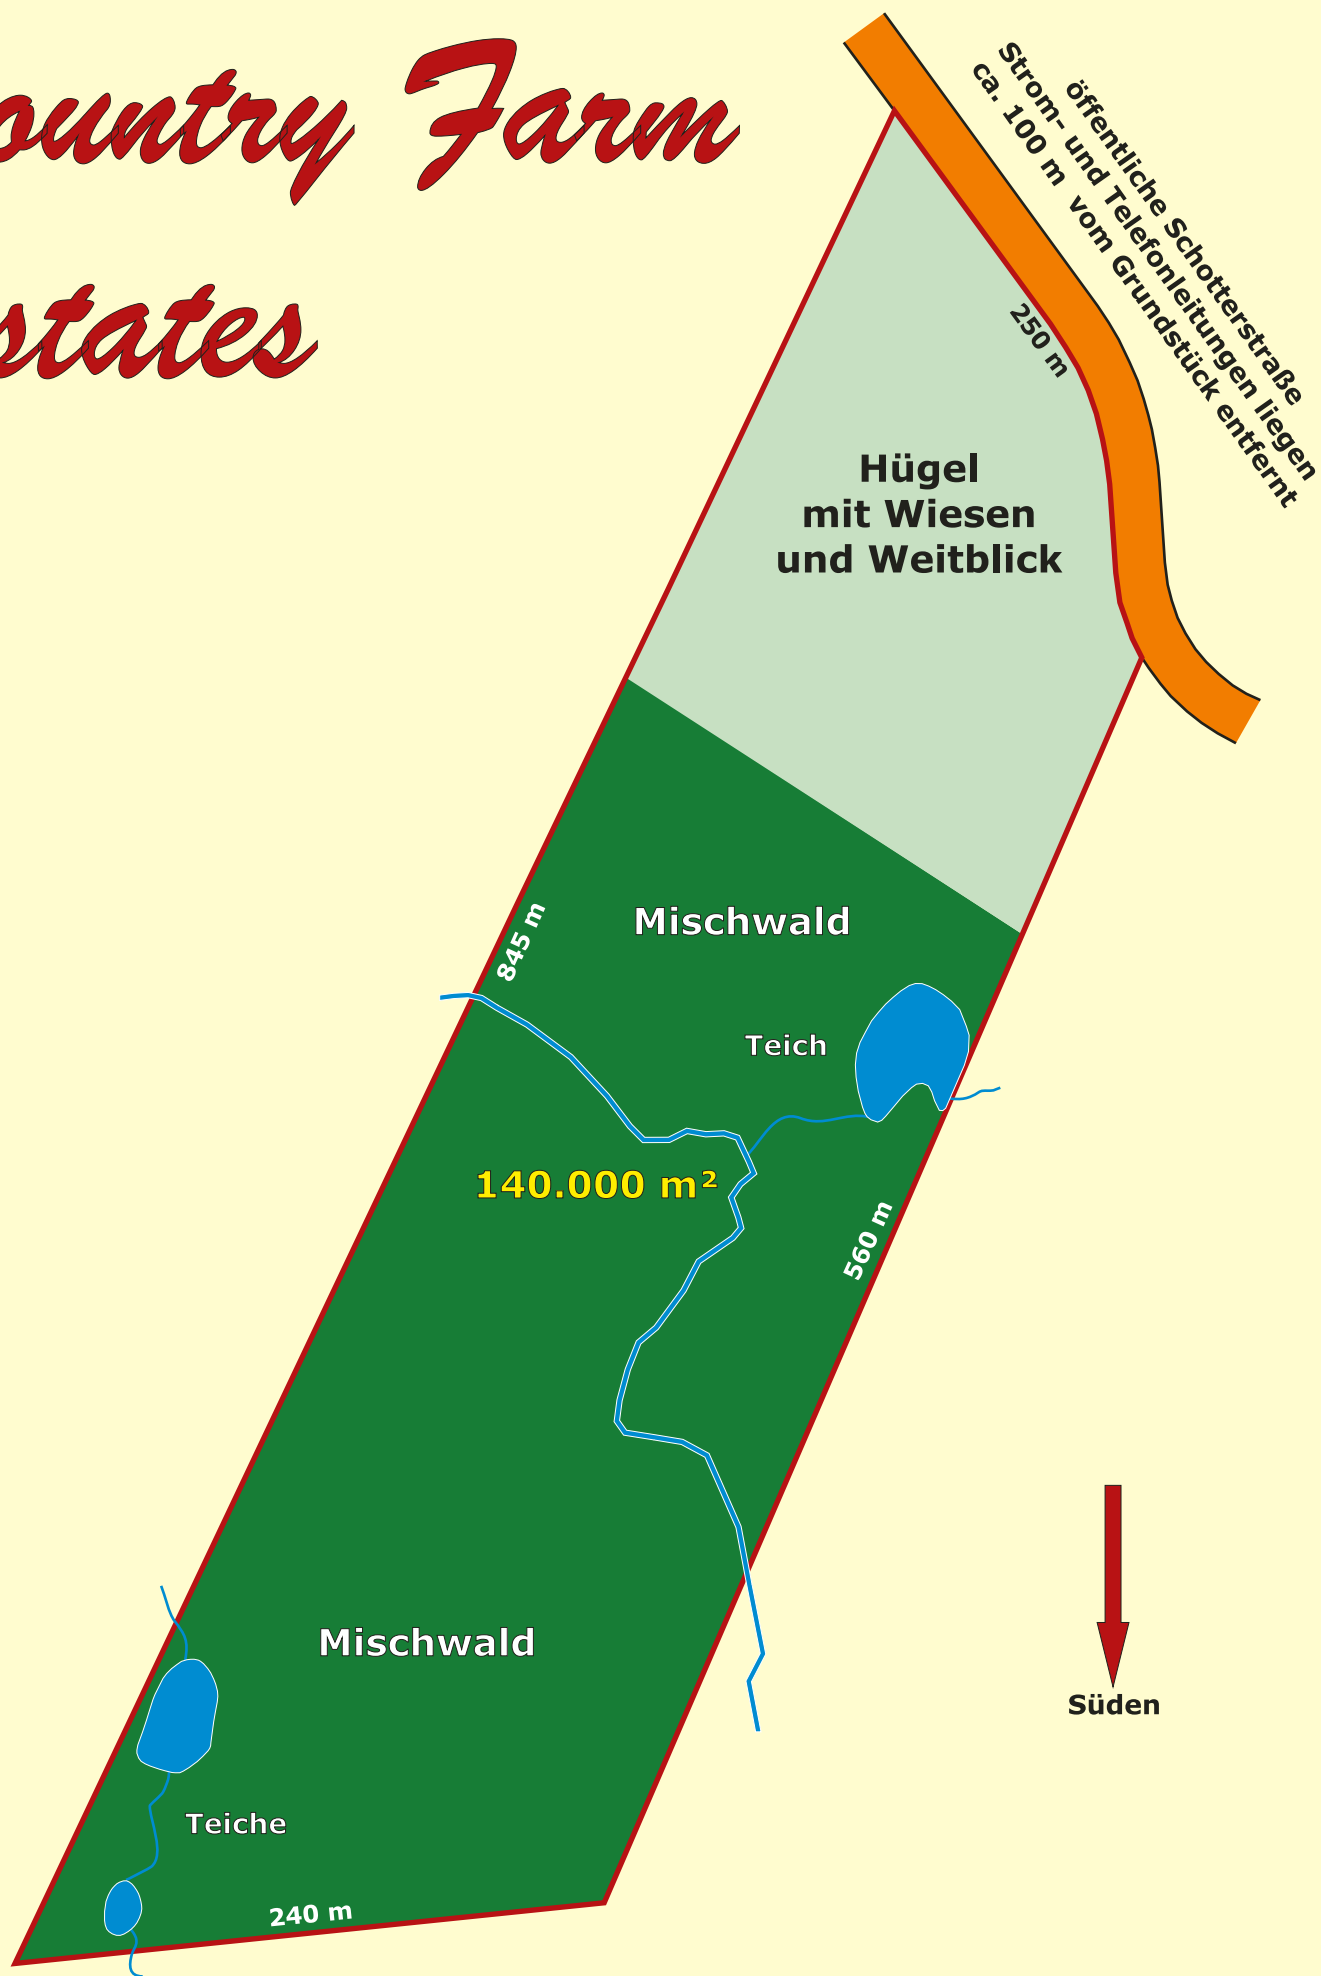 ountry Farm
states
öffentliche Schotterstraße
Strom- und Telefonleitungen liegen
ca. 100 m vom Grundstück entfernt
250 m
Hügel
mit Wiesen
und Weitblick
845 m
Mischwald
Teich
140.000 m²
560 m
Mischwald
Süden
Teiche
240 m